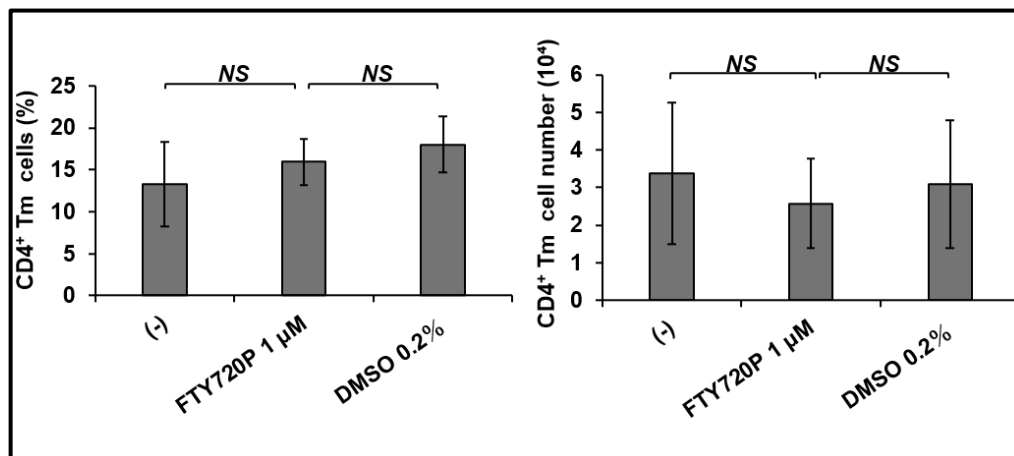 CD4⁺ Tm cells (%)
25
20
15
10
5
0
NS
NS
(-)
FTY720P 1 µM
DMSO 0.2%
CD4⁺ Tm cell number (10⁴)
6
5
4
3
2
1
0
NS
NS
(-)
FTY720P 1 µM
DMSO 0.2%